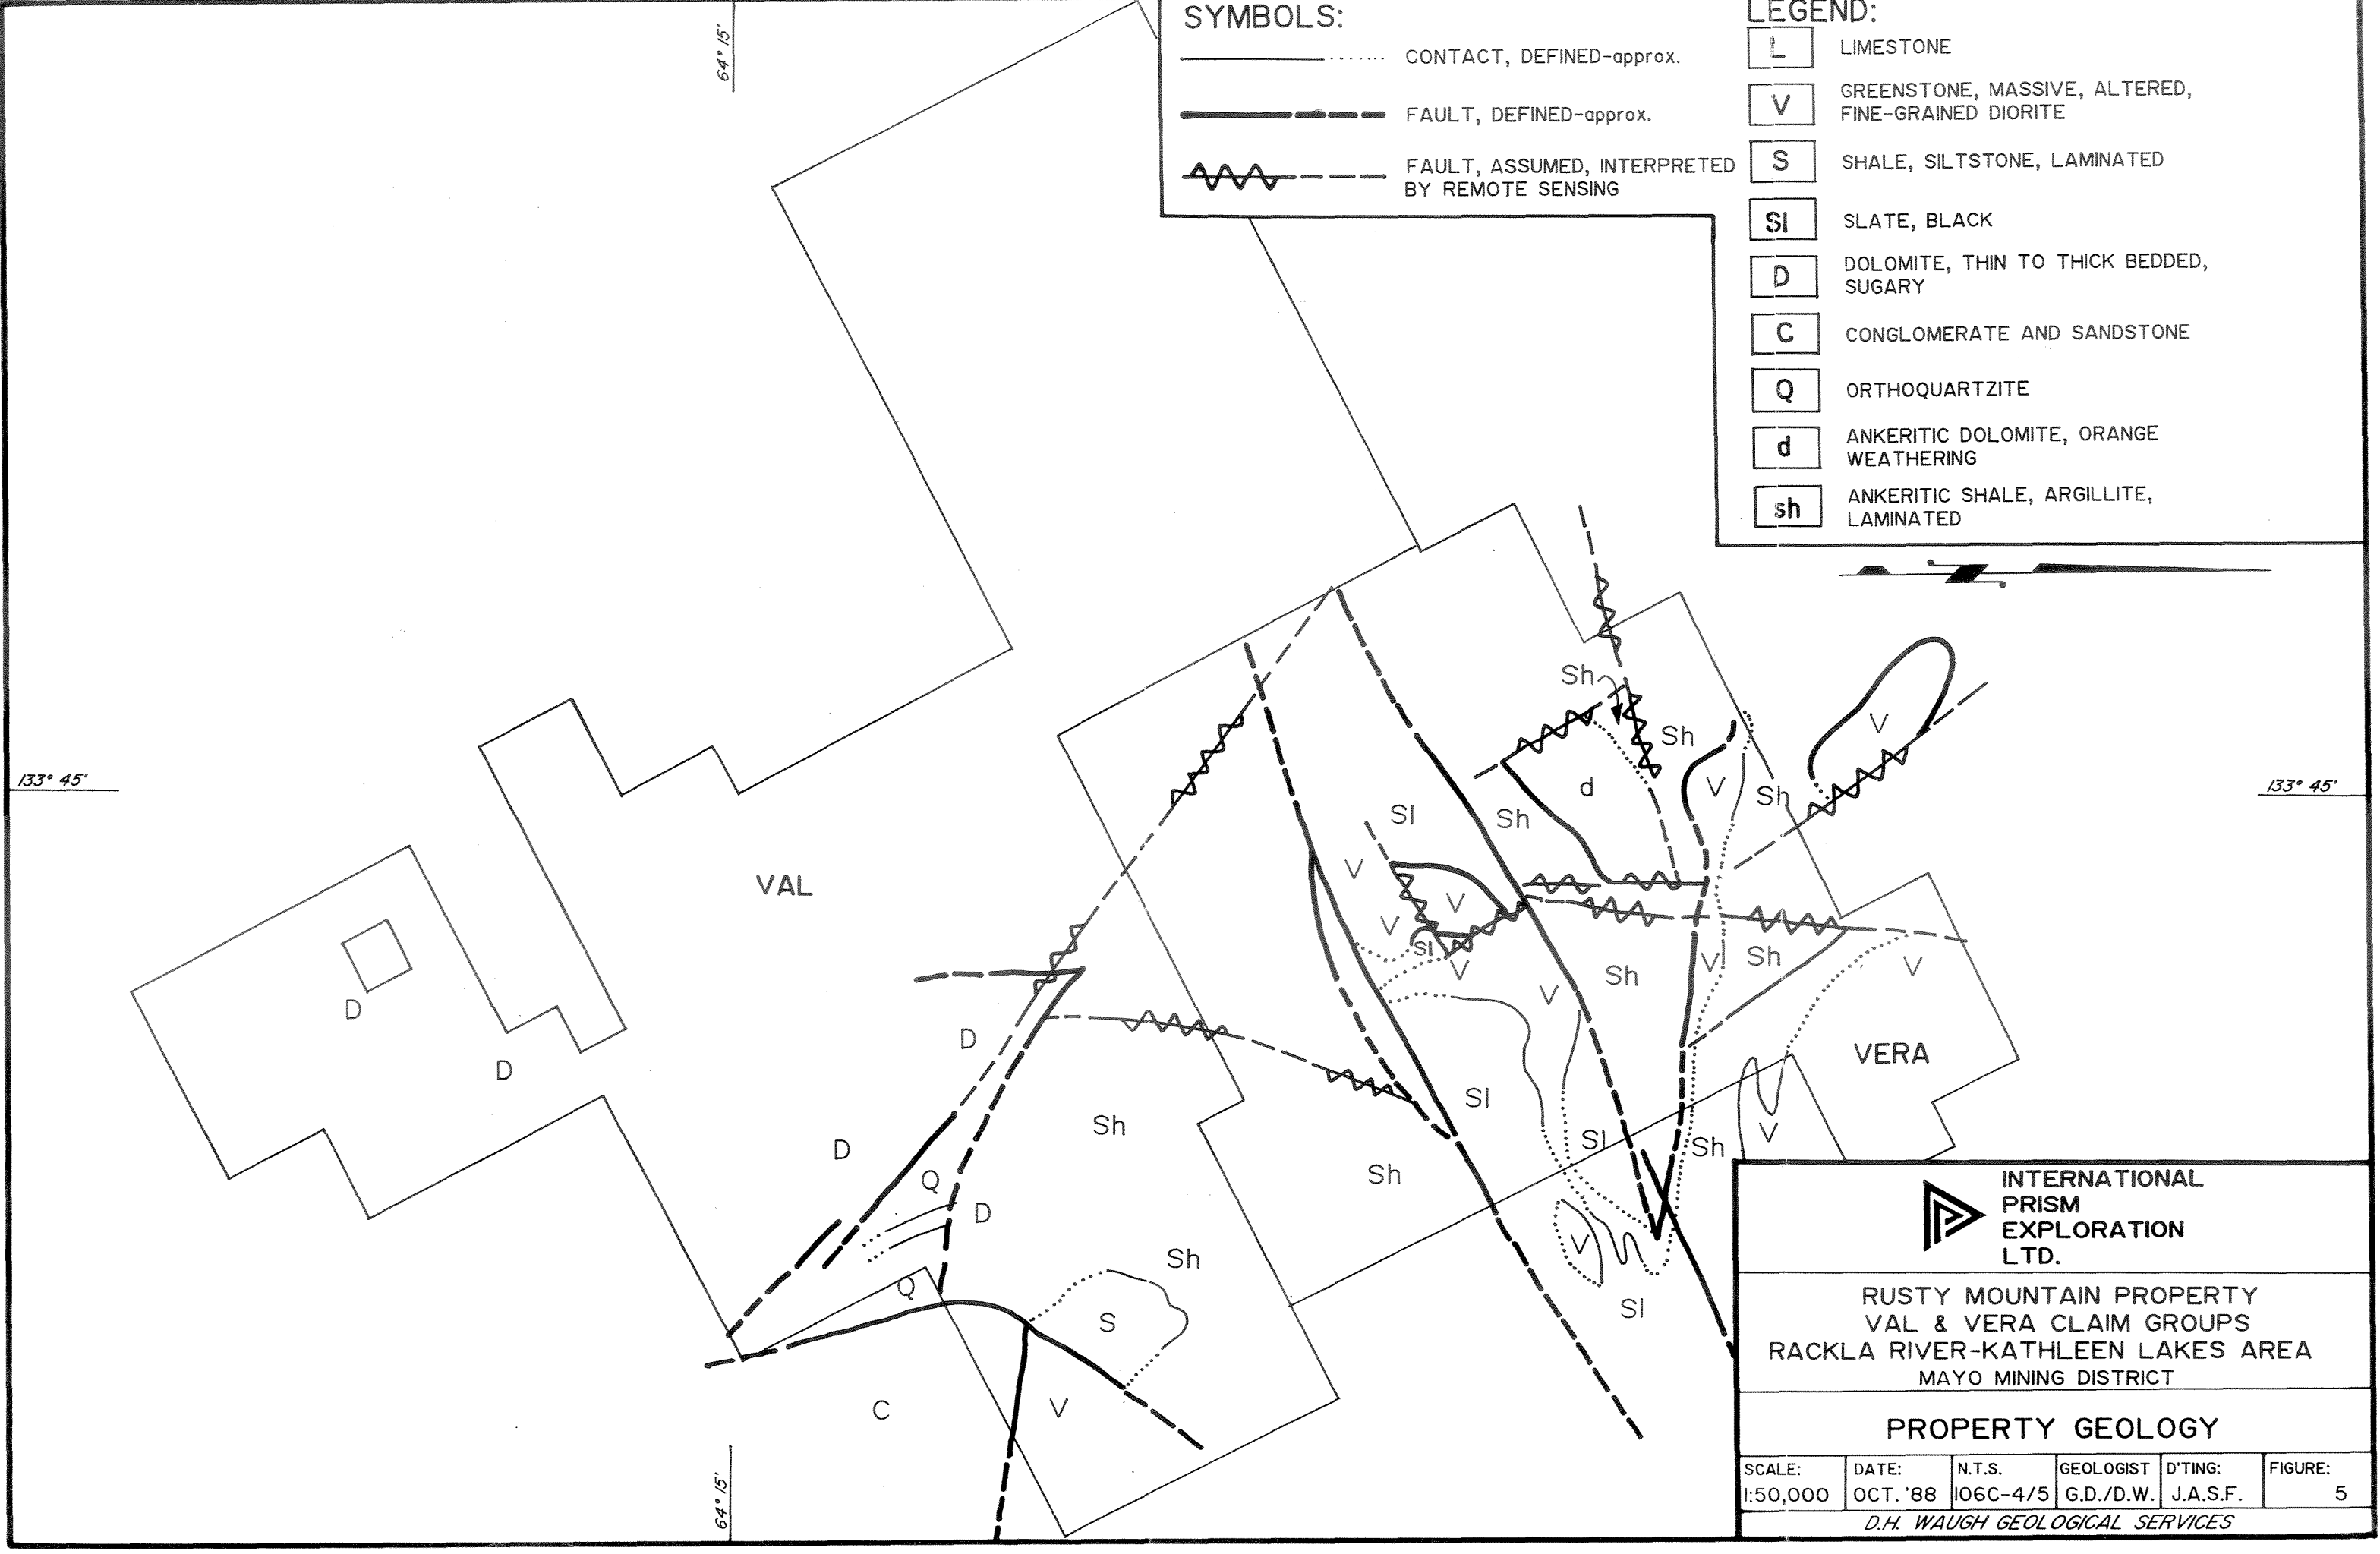 SYMBOLS:
CONTACT, DEFINED-approx.
FAULT, DEFINED-approx.
FAULT, ASSUMED, INTERPRETED
BY REMOTE SENSING
LEGEND:
L LIMESTONE
V GREENSTONE, MASSIVE, ALTERED,
FINE-GRAINED DIORITE
S SHALE, SILTSTONE, LAMINATED
Sl SLATE, BLACK
D DOLOMITE, THIN TO THICK BEDDED,
SUGARY
C CONGLOMERATE AND SANDSTONE
Q ORTHOQUARTZITE
d ANKERITIC DOLOMITE, ORANGE
WEATHERING
sh ANKERITIC SHALE, ARGILLITE,
LAMINATED
64° 15'
133° 45'
133° 45'
64° 15'
Sh
Sh
V
d
V
Sh
Sl
Sh
V
VAL
V
V
Sl
V
V
Sh
V
Sh
V
D
D
D
VERA
Sl
Sh
Sl
Sh
V
D
Sh
Q
D
V
Sh
Q
S
Sl
C
V
INTERNATIONAL
PRISM
EXPLORATION
LTD.
RUSTY MOUNTAIN PROPERTY
VAL & VERA CLAIM GROUPS
RACKLA RIVER-KATHLEEN LAKES AREA
MAYO MINING DISTRICT
PROPERTY GEOLOGY
SCALE: DATE: N.T.S. GEOLOGIST D'TING: FIGURE:
1:50,000 OCT. '88 106C-4/5 G.D./D.W. J.A.S.F. 5
D.H. WAUGH GEOLOGICAL SERVICES